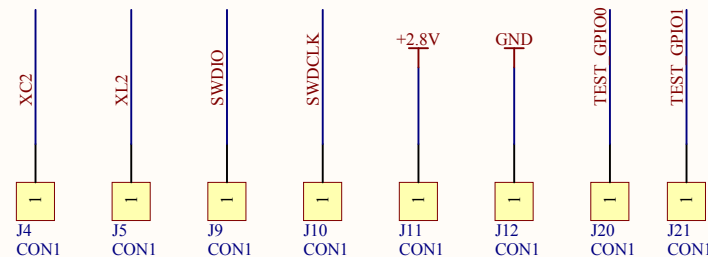 XC2
XL2
SWDIO
SWDCLK
+2.8V
GND
TEST_GPIO0
TEST_GPIO1
1 1 1 1 1 1 1 1
J4 J5 J9 J10 J11 J12 J20 J21
CON1 CON1 CON1 CON1 CON1 CON1 CON1 CON1